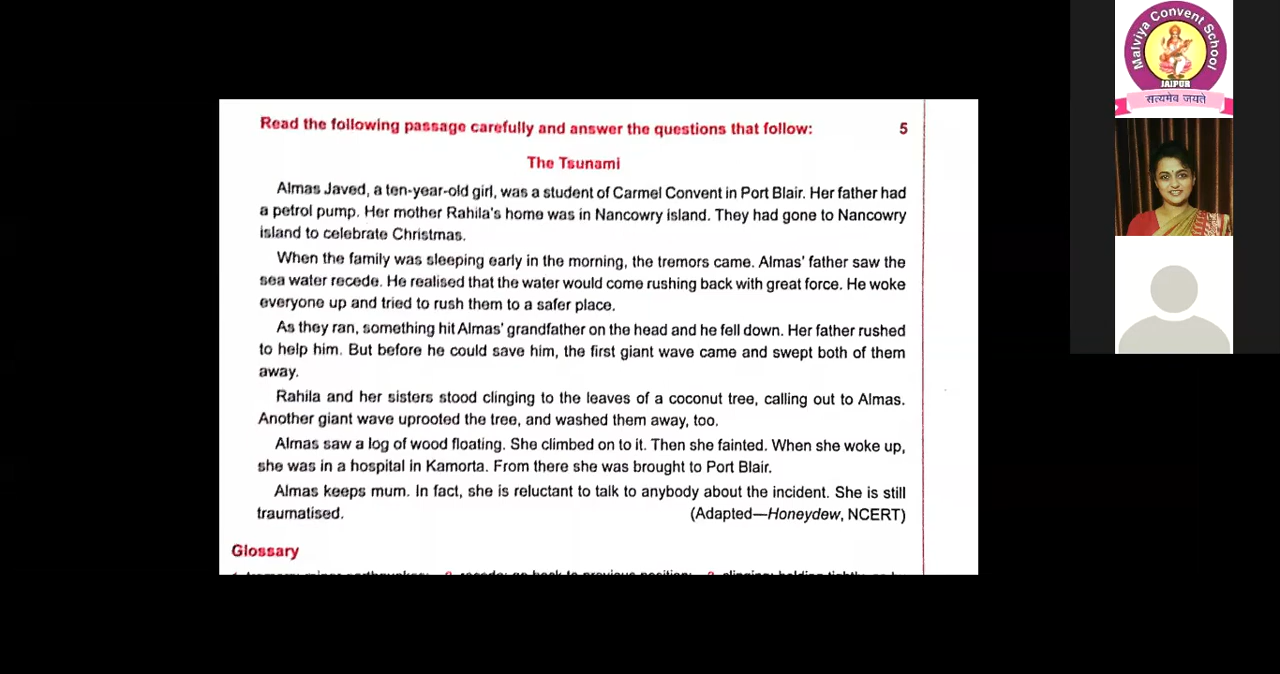 Malviya Convent School
JAIPUR
सत्यमेव जयते
Read the following passage carefully and answer the questions that follow: 5
The Tsunami
Almas Javed, a ten-year-old girl, was a student of Carmel Convent in Port Blair. Her father had
a petrol pump. Her mother Rahila's home was in Nancowry island. They had gone to Nancowry
island to celebrate Christmas.
When the family was sleeping early in the morning, the tremors came. Almas' father saw the
sea water recede. He realised that the water would come rushing back with great force. He woke
everyone up and tried to rush them to a safer place.
As they ran, something hit Almas' grandfather on the head and he fell down. Her father rushed
to help him. But before he could save him, the first giant wave came and swept both of them
away.
Rahila and her sisters stood clinging to the leaves of a coconut tree, calling out to Almas.
Another giant wave uprooted the tree, and washed them away, too.
Almas saw a log of wood floating. She climbed on to it. Then she fainted. When she woke up,
she was in a hospital in Kamorta. From there she was brought to Port Blair.
Almas keeps mum. In fact, she is reluctant to talk to anybody about the incident. She is still
traumatised. (Adapted—Honeydew, NCERT)
Glossary